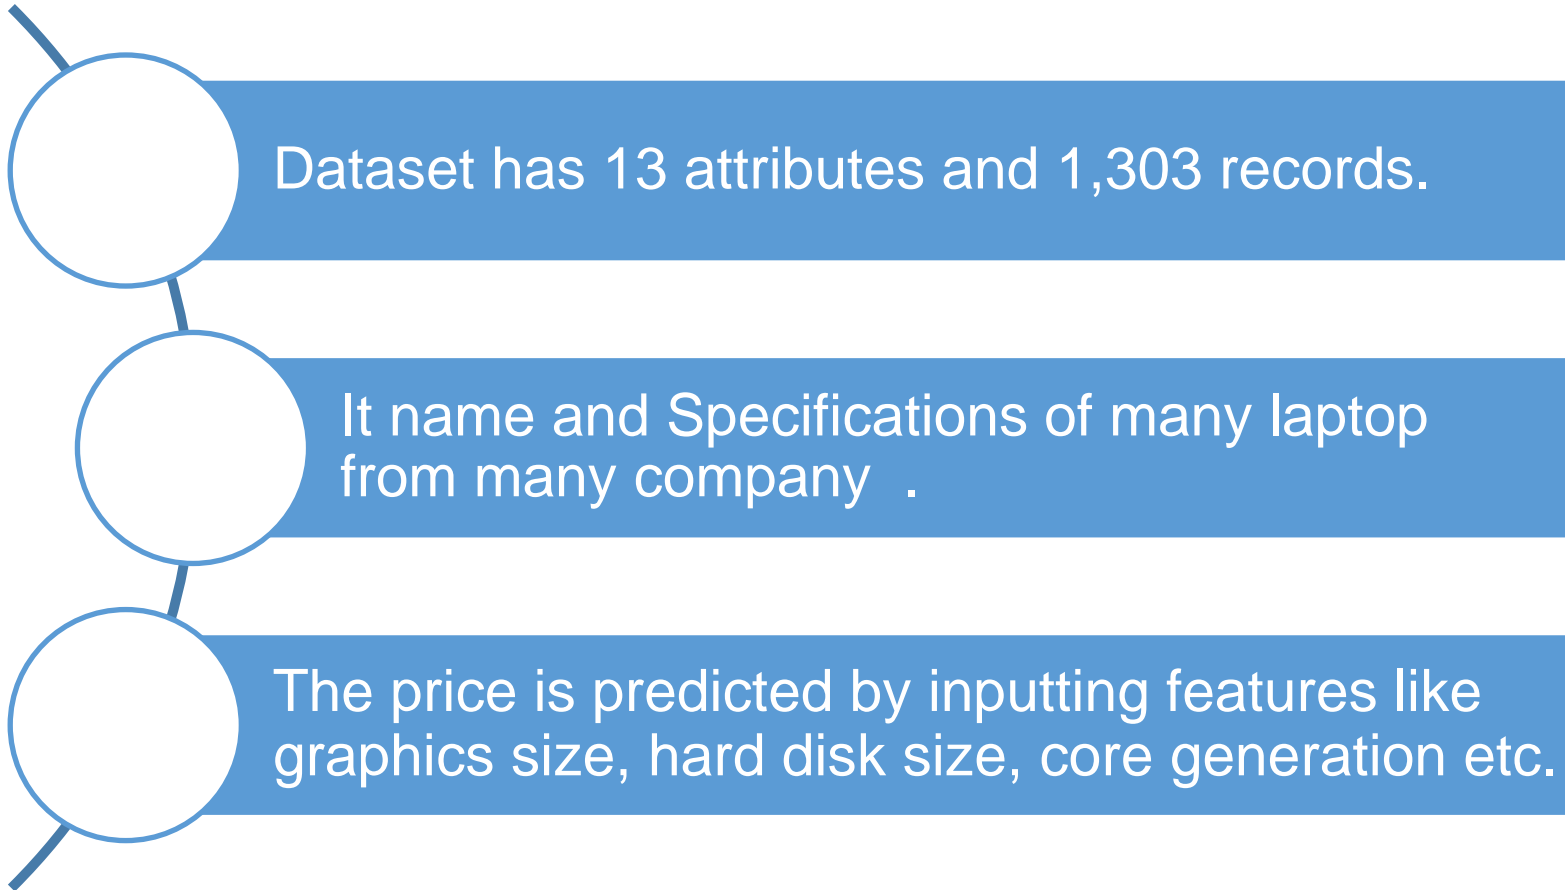 Dataset has 13 attributes and 1,303 records.
It name and Specifications of many laptop
from many company .
The price is predicted by inputting features like
graphics size, hard disk size, core generation etc.